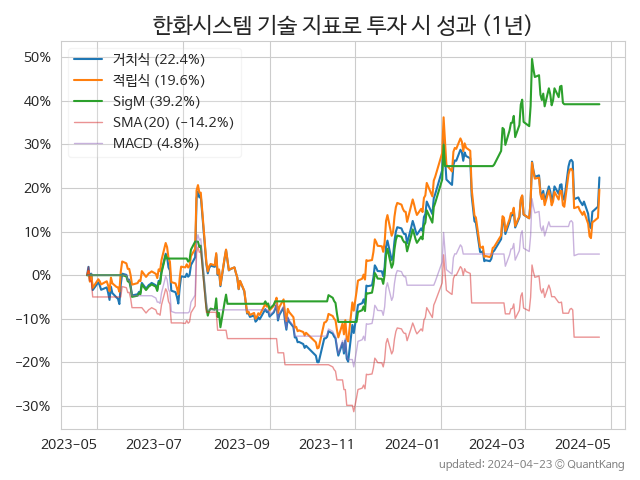 한화시스템 기술 지표로 투자 시 성과 (1년)
거치식 (22.4%)
적립식 (19.6%)
SigM (39.2%)
SMA(20) (−14.2%)
MACD (4.8%)
50%
40%
30%
20%
10%
0%
−10%
−20%
−30%
2023-05 2023-07 2023-09 2023-11 2024-01 2024-03 2024-05
updated: 2024-04-23 © QuantKang